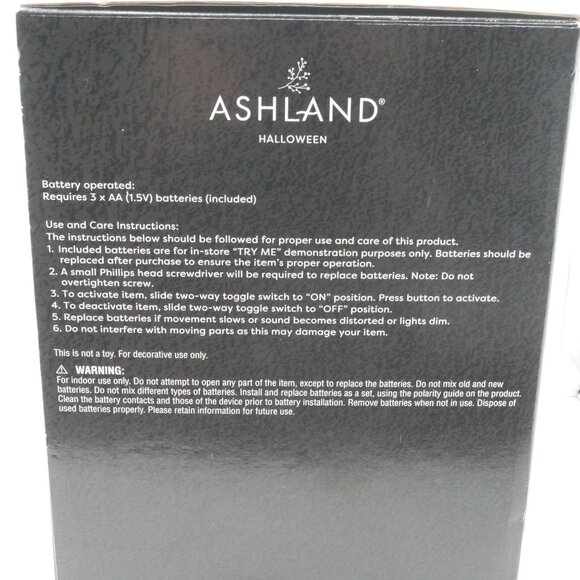 ASHLAND®
HALLOWEEN
Battery operated:
Requires 3 x AA (1.5V) batteries (included)
Use and Care Instructions:
The instructions below should be followed for proper use and care of this product.
1. Included batteries are for in-store "TRY ME" demonstration purposes only. Batteries should be
replaced after purchase to ensure the item's proper operation.
2. A small Phillips head screwdriver will be required to replace batteries. Note: Do not
overtighten screw.
3. To activate item, slide two-way toggle switch to "ON" position. Press button to activate.
4. To deactivate item, slide two-way toggle switch to "OFF" position.
5. Replace batteries if movement slows or sound becomes distorted or lights dim.
6. Do not interfere with moving parts as this may damage your item.
This is not a toy. For decorative use only.
⚠ WARNING:
For indoor use only. Do not attempt to open any part of the item, except to replace the batteries. Do not mix old and new
batteries. Do not mix different types of batteries. Install and replace batteries as a set, using the polarity guide on the product.
Clean the battery contacts and those of the device prior to battery installation. Remove batteries when not in use. Dispose of
used batteries properly. Please retain information for future use.